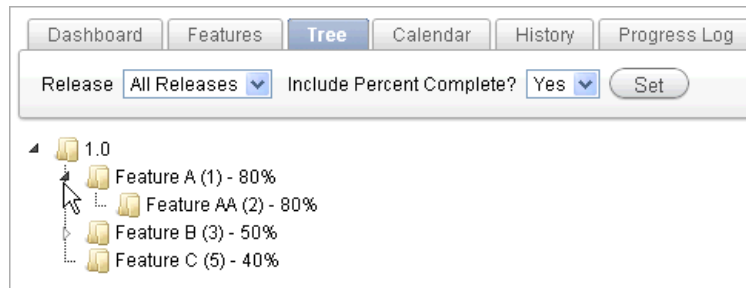 Dashboard Features Tree Calendar History Progress Log
Release All Releases Include Percent Complete? Yes Set
1.0
Feature A (1) - 80%
Feature AA (2) - 80%
Feature B (3) - 50%
Feature C (5) - 40%